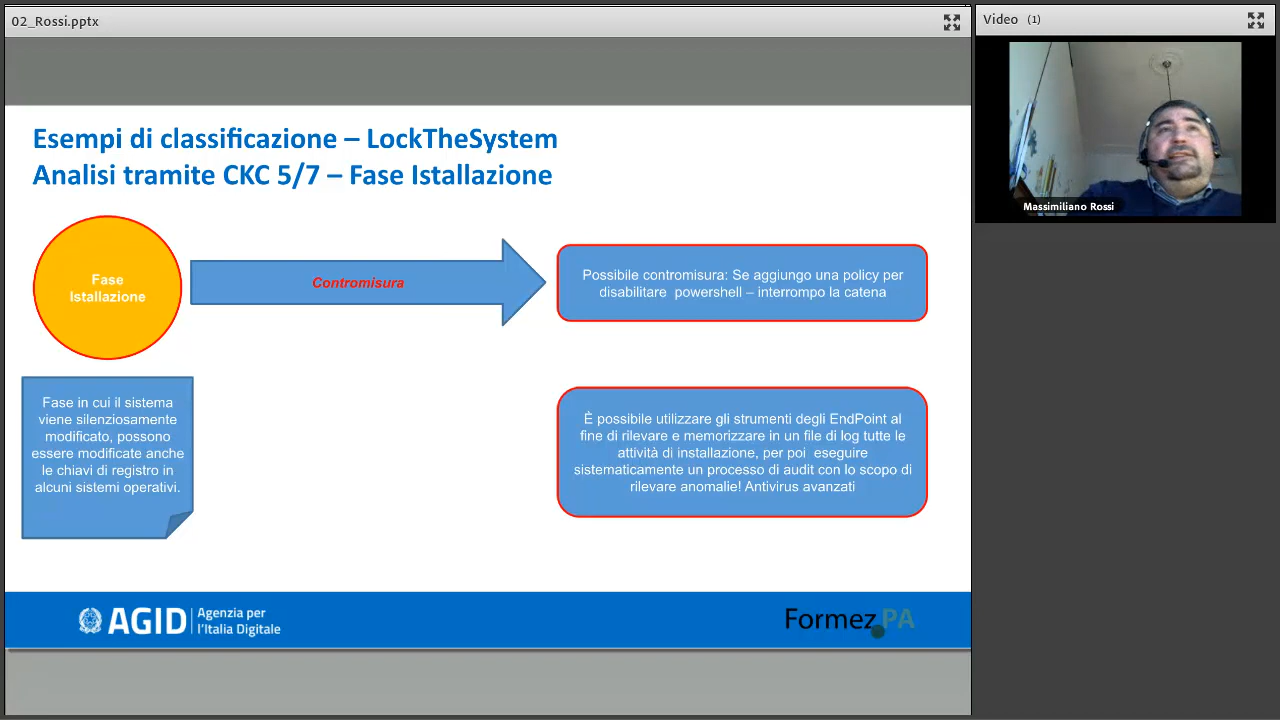 02_Rossi.pptx
Video (1)
Massimiliano Rossi
Esempi di classificazione – LockTheSystem
Analisi tramite CKC 5/7 – Fase Istallazione
Fase
Istallazione
Contromisura
Possibile contromisura: Se aggiungo una policy per
disabilitare powershell – interrompo la catena
Fase in cui il sistema
viene silenziosamente
modificato, possono
essere modificate anche
le chiavi di registro in
alcuni sistemi operativi.
È possibile utilizzare gli strumenti degli EndPoint al
fine di rilevare e memorizzare in un file di log tutte le
attività di installazione, per poi eseguire
sistematicamente un processo di audit con lo scopo di
rilevare anomalie! Antivirus avanzati
AGID
Agenzia per
l'Italia Digitale
Formez PA